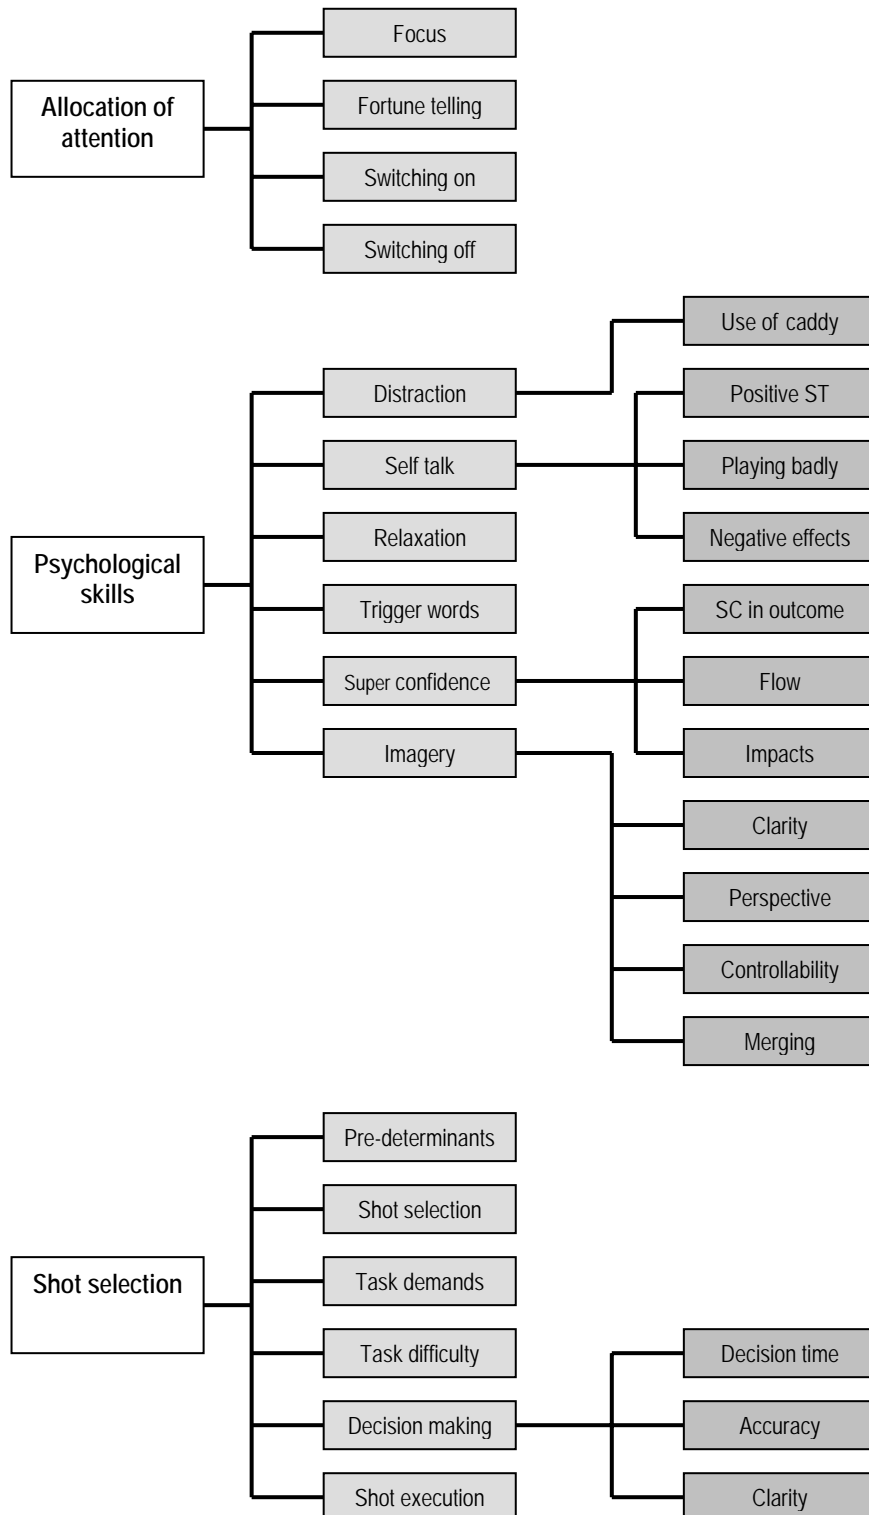 Focus
Allocation of
attention
Fortune telling
Switching on
Switching off
Use of caddy
Distraction
Positive ST
Self talk
Playing badly
Relaxation
Negative effects
Psychological
skills
Trigger words
SC in outcome
Super confidence
Flow
Imagery
Impacts
Clarity
Perspective
Controllability
Merging
Pre-determinants
Shot selection
Shot selection
Task demands
Task difficulty
Decision time
Decision making
Accuracy
Shot execution
Clarity